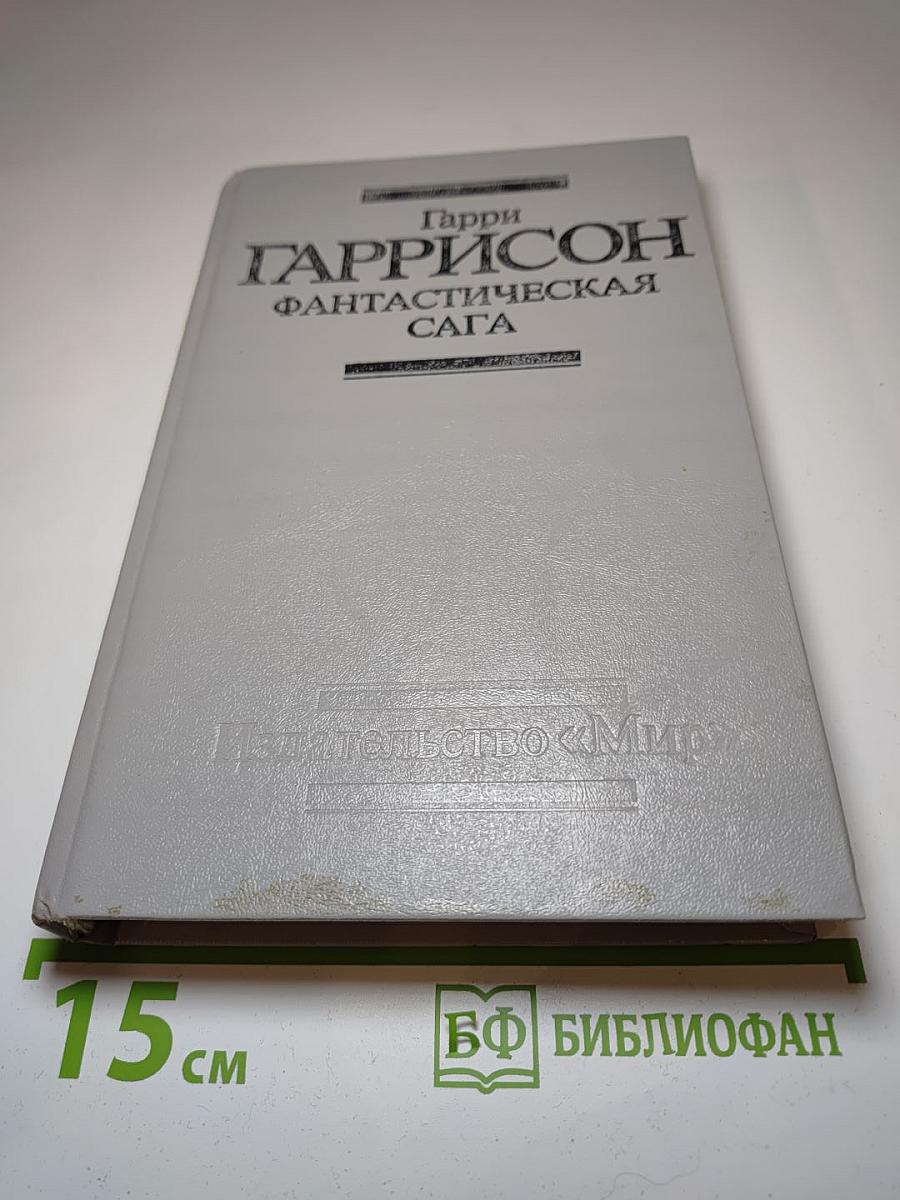 Гарри
ГАРРИСОН
ФАНТАСТИЧЕСКАЯ
САГА
Издательство «Мир»
15 см
БФ БИБЛИОФАН